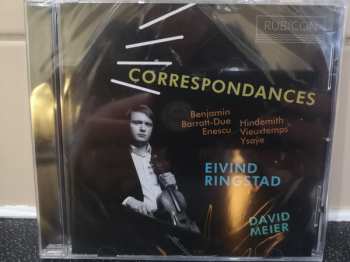 RUBICON
CORRESPONDANCES
Benjamin
Barratt-Due
Enescu
Hindemith
Vieuxtemps
Ysaÿe
EIVIND
RINGSTAD
DAVID
MEIER